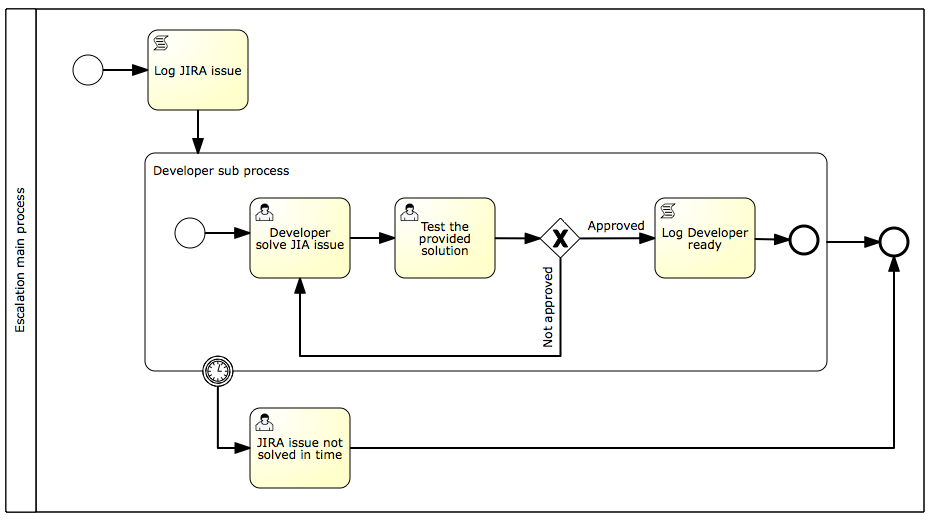 Escalation main process
Log JIRA issue
Developer sub process
Developer
solve JIA issue
Test the
provided
solution
Approved
Not approved
Log Developer
ready
JIRA issue not
solved in time